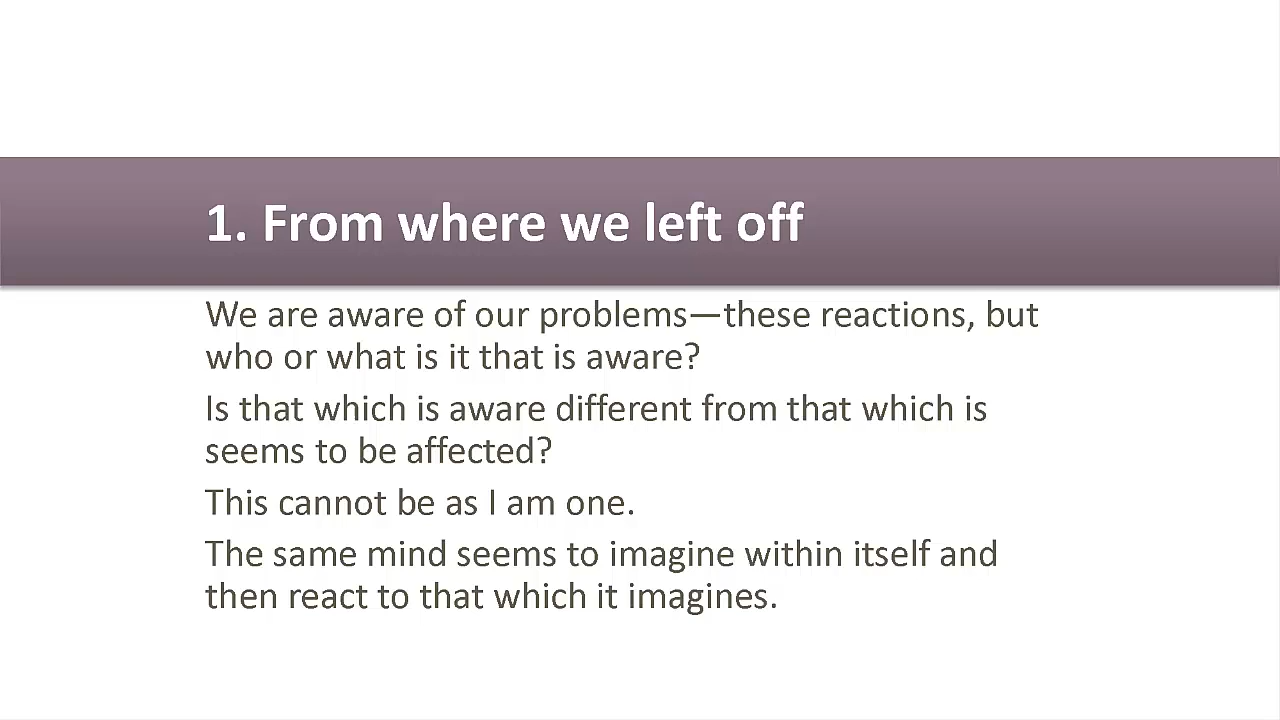 1. From where we left off
We are aware of our problems—these reactions, but
who or what is it that is aware?
Is that which is aware different from that which is
seems to be affected?
This cannot be as I am one.
The same mind seems to imagine within itself and
then react to that which it imagines.